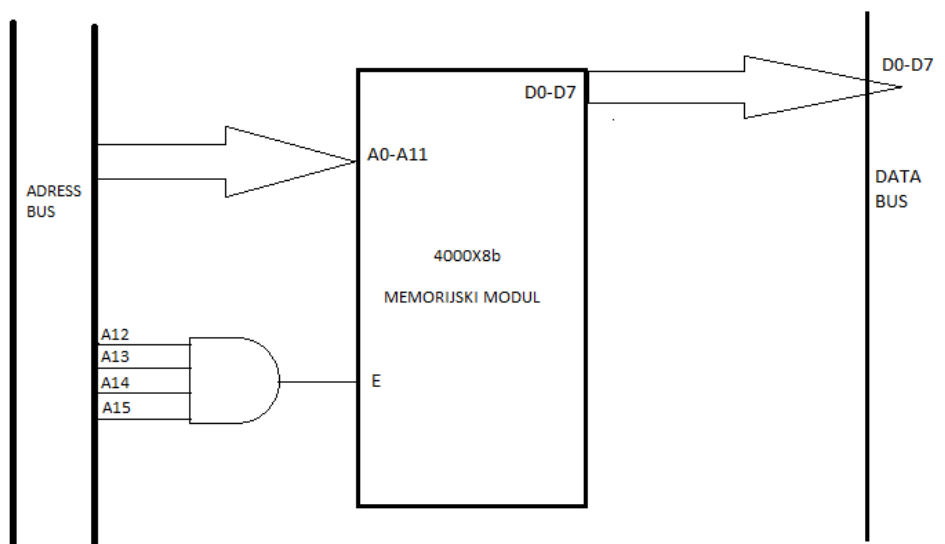 D0-D7
D0-D7
A0-A11
ADRESS
BUS
DATA
BUS
4000X8b
MEMORIJSKI MODUL
A12
A13
A14
A15
E